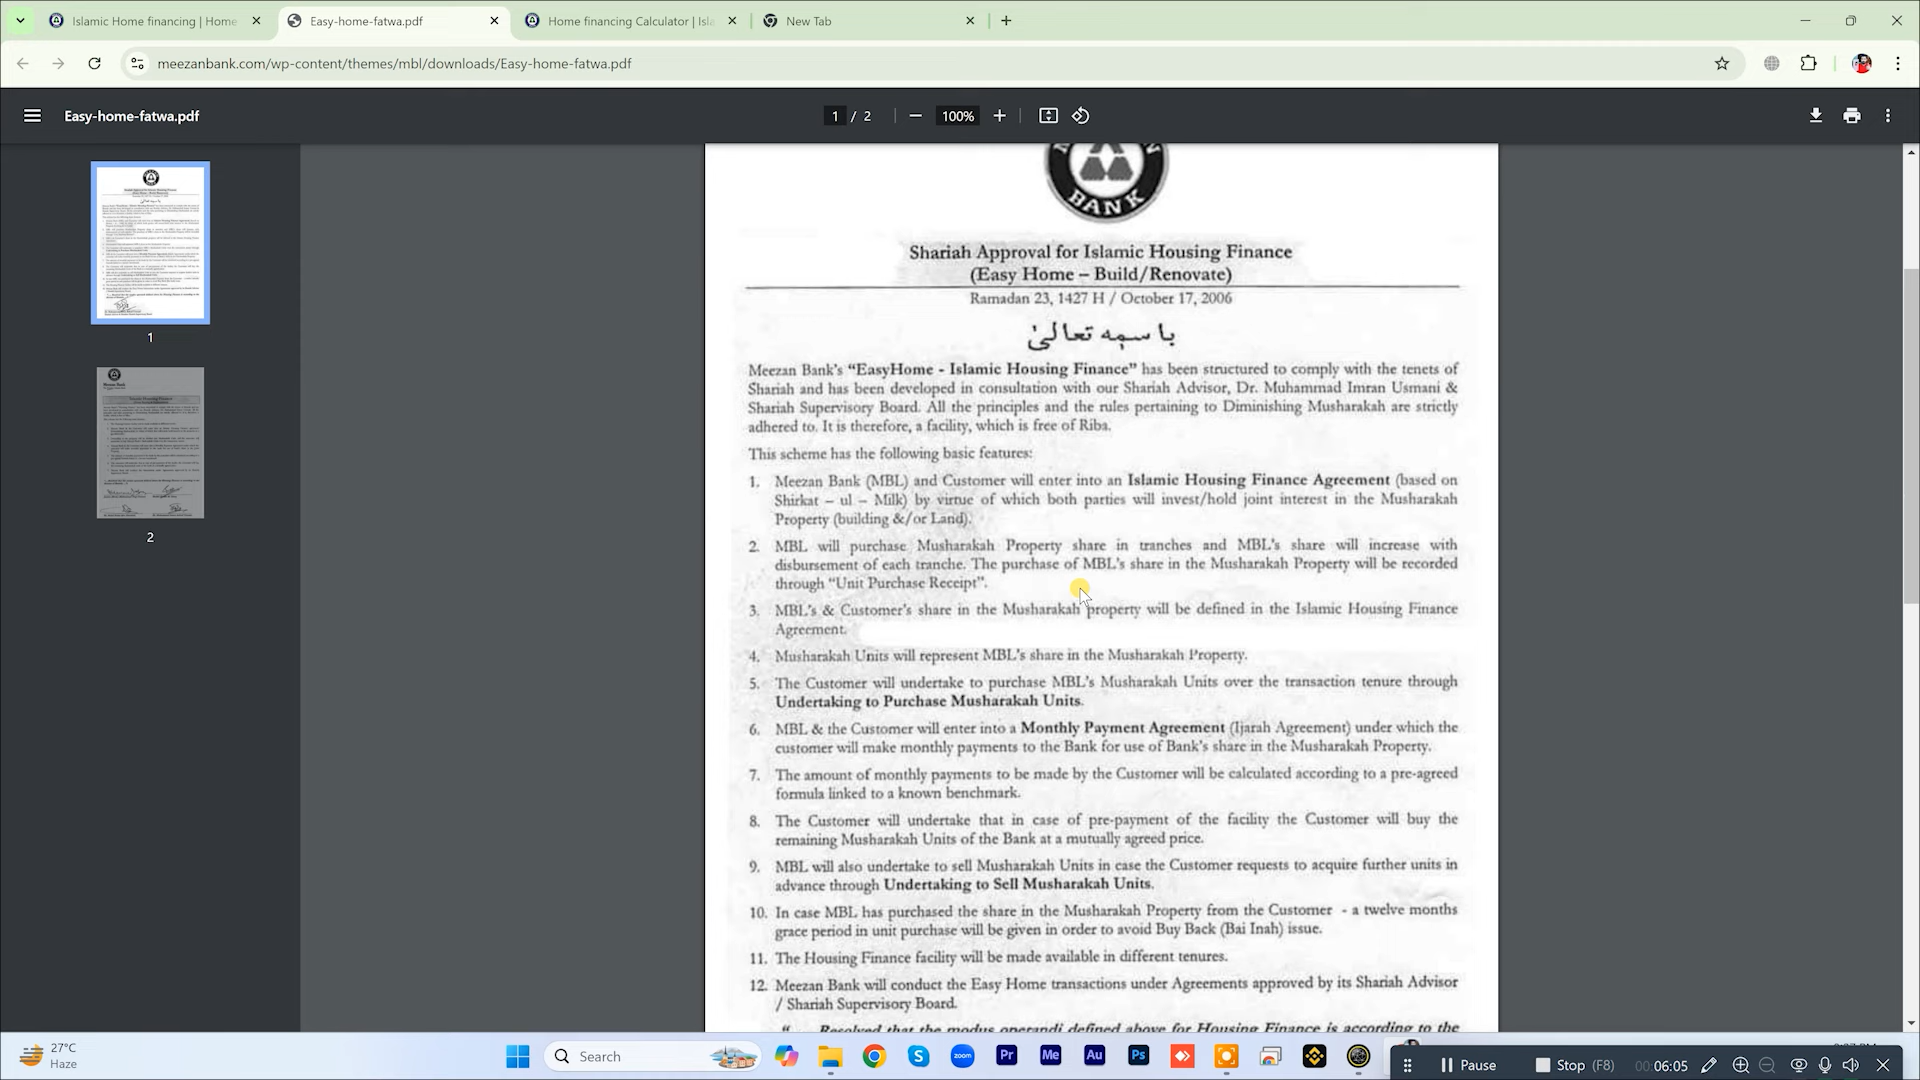 Islamic Home financing | Home
Easy-home-fatwa.pdf
Home financing Calculator | Isla
New Tab
meezanbank.com/wp-content/themes/mbl/downloads/Easy-home-fatwa.pdf
Easy-home-fatwa.pdf
1 / 2
100%
1
2
BANK
Shariah Approval for Islamic Housing Finance
(Easy Home – Build/Renovate)
Ramadan 23, 1427 H / October 17, 2006
باسمه تعالىٰ
Meezan Bank's "EasyHome - Islamic Housing Finance" has been structured to comply with the tenets of
Shariah and has been developed in consultation with our Shariah Advisor, Dr. Muhammad Imran Usmani &
Shariah Supervisory Board. All the principles and the rules pertaining to Diminishing Musharakah are strictly
adhered to. It is therefore, a facility, which is free of Riba.
This scheme has the following basic features:
1. Meezan Bank (MBL) and Customer will enter into an Islamic Housing Finance Agreement (based on
Shirkat – ul – Milk) by virtue of which both parties will invest/hold joint interest in the Musharakah
Property (building &/or Land).
2. MBL will purchase Musharakah Property share in tranches and MBL's share will increase with
disbursement of each tranche. The purchase of MBL's share in the Musharakah Property will be recorded
through "Unit Purchase Receipt".
3. MBL's & Customer's share in the Musharakah property will be defined in the Islamic Housing Finance
Agreement.
4. Musharakah Units will represent MBL's share in the Musharakah Property.
5. The Customer will undertake to purchase MBL's Musharakah Units over the transaction tenure through
Undertaking to Purchase Musharakah Units.
6. MBL & the Customer will enter into a Monthly Payment Agreement (Ijarah Agreement) under which the
customer will make monthly payments to the Bank for use of Bank's share in the Musharakah Property.
7. The amount of monthly payments to be made by the Customer will be calculated according to a pre-agreed
formula linked to a known benchmark.
8. The Customer will undertake that in case of pre-payment of the facility the Customer will buy the
remaining Musharakah Units of the Bank at a mutually agreed price.
9. MBL will also undertake to sell Musharakah Units in case the Customer requests to acquire further units in
advance through Undertaking to Sell Musharakah Units.
10. In case MBL has purchased the share in the Musharakah Property from the Customer - a twelve months
grace period in unit purchase will be given in order to avoid Buy Back (Bai Inah) issue.
11. The Housing Finance facility will be made available in different tenures.
12. Meezan Bank will conduct the Easy Home transactions under Agreements approved by its Shariah Advisor
/ Shariah Supervisory Board.
" Resolved that the modus operandi defined above for Housing Finance is according to the
27°C
Haze
Search
zoom
Pr
Me
Au
Ps
Pause
Stop (F8)
00:06:05